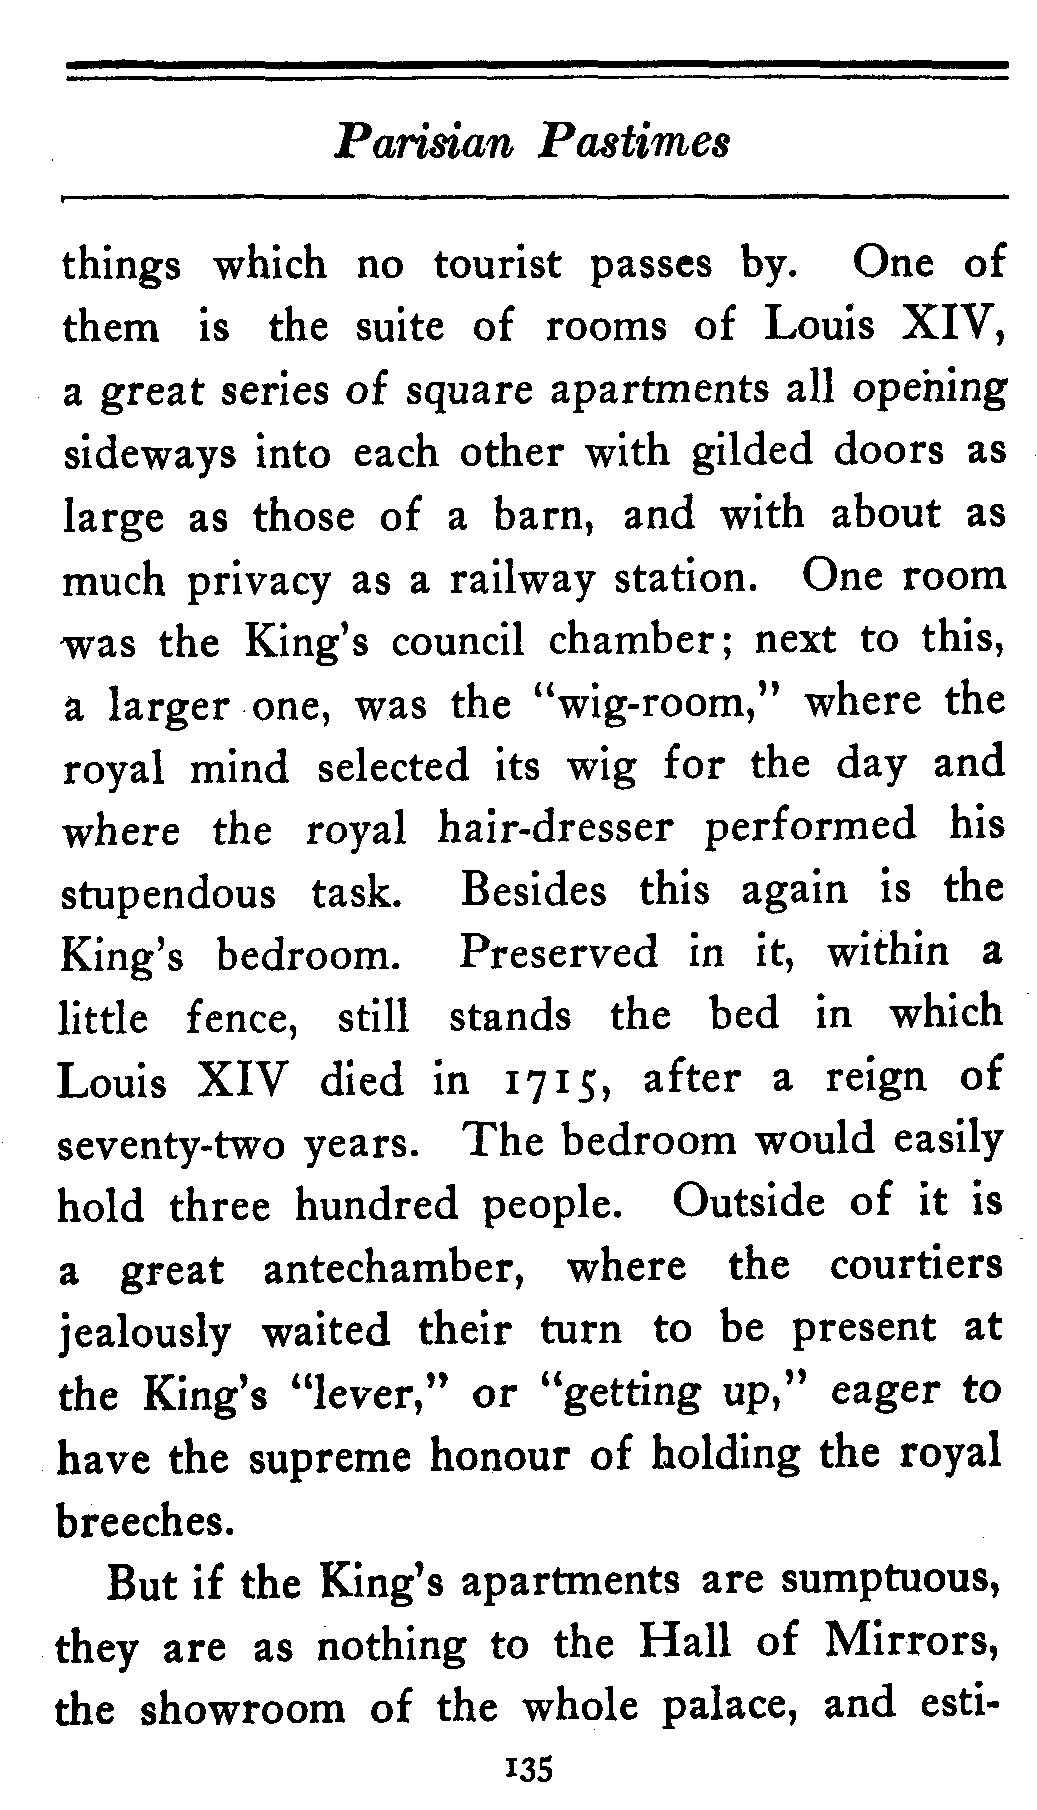 Parisian Pastimes
things which no tourist passes by. One of
them is the suite of rooms of Louis XIV,
a great series of square apartments all opening
sideways into each other with gilded doors as
large as those of a barn, and with about as
much privacy as a railway station. One room
was the King's council chamber; next to this,
a larger one, was the "wig-room," where the
royal mind selected its wig for the day and
where the royal hair-dresser performed his
stupendous task. Besides this again is the
King's bedroom. Preserved in it, within a
little fence, still stands the bed in which
Louis XIV died in 1715, after a reign of
seventy-two years. The bedroom would easily
hold three hundred people. Outside of it is
a great antechamber, where the courtiers
jealously waited their turn to be present at
the King's "lever," or "getting up," eager to
have the supreme honour of holding the royal
breeches.
But if the King's apartments are sumptuous,
they are as nothing to the Hall of Mirrors,
the showroom of the whole palace, and esti-
135